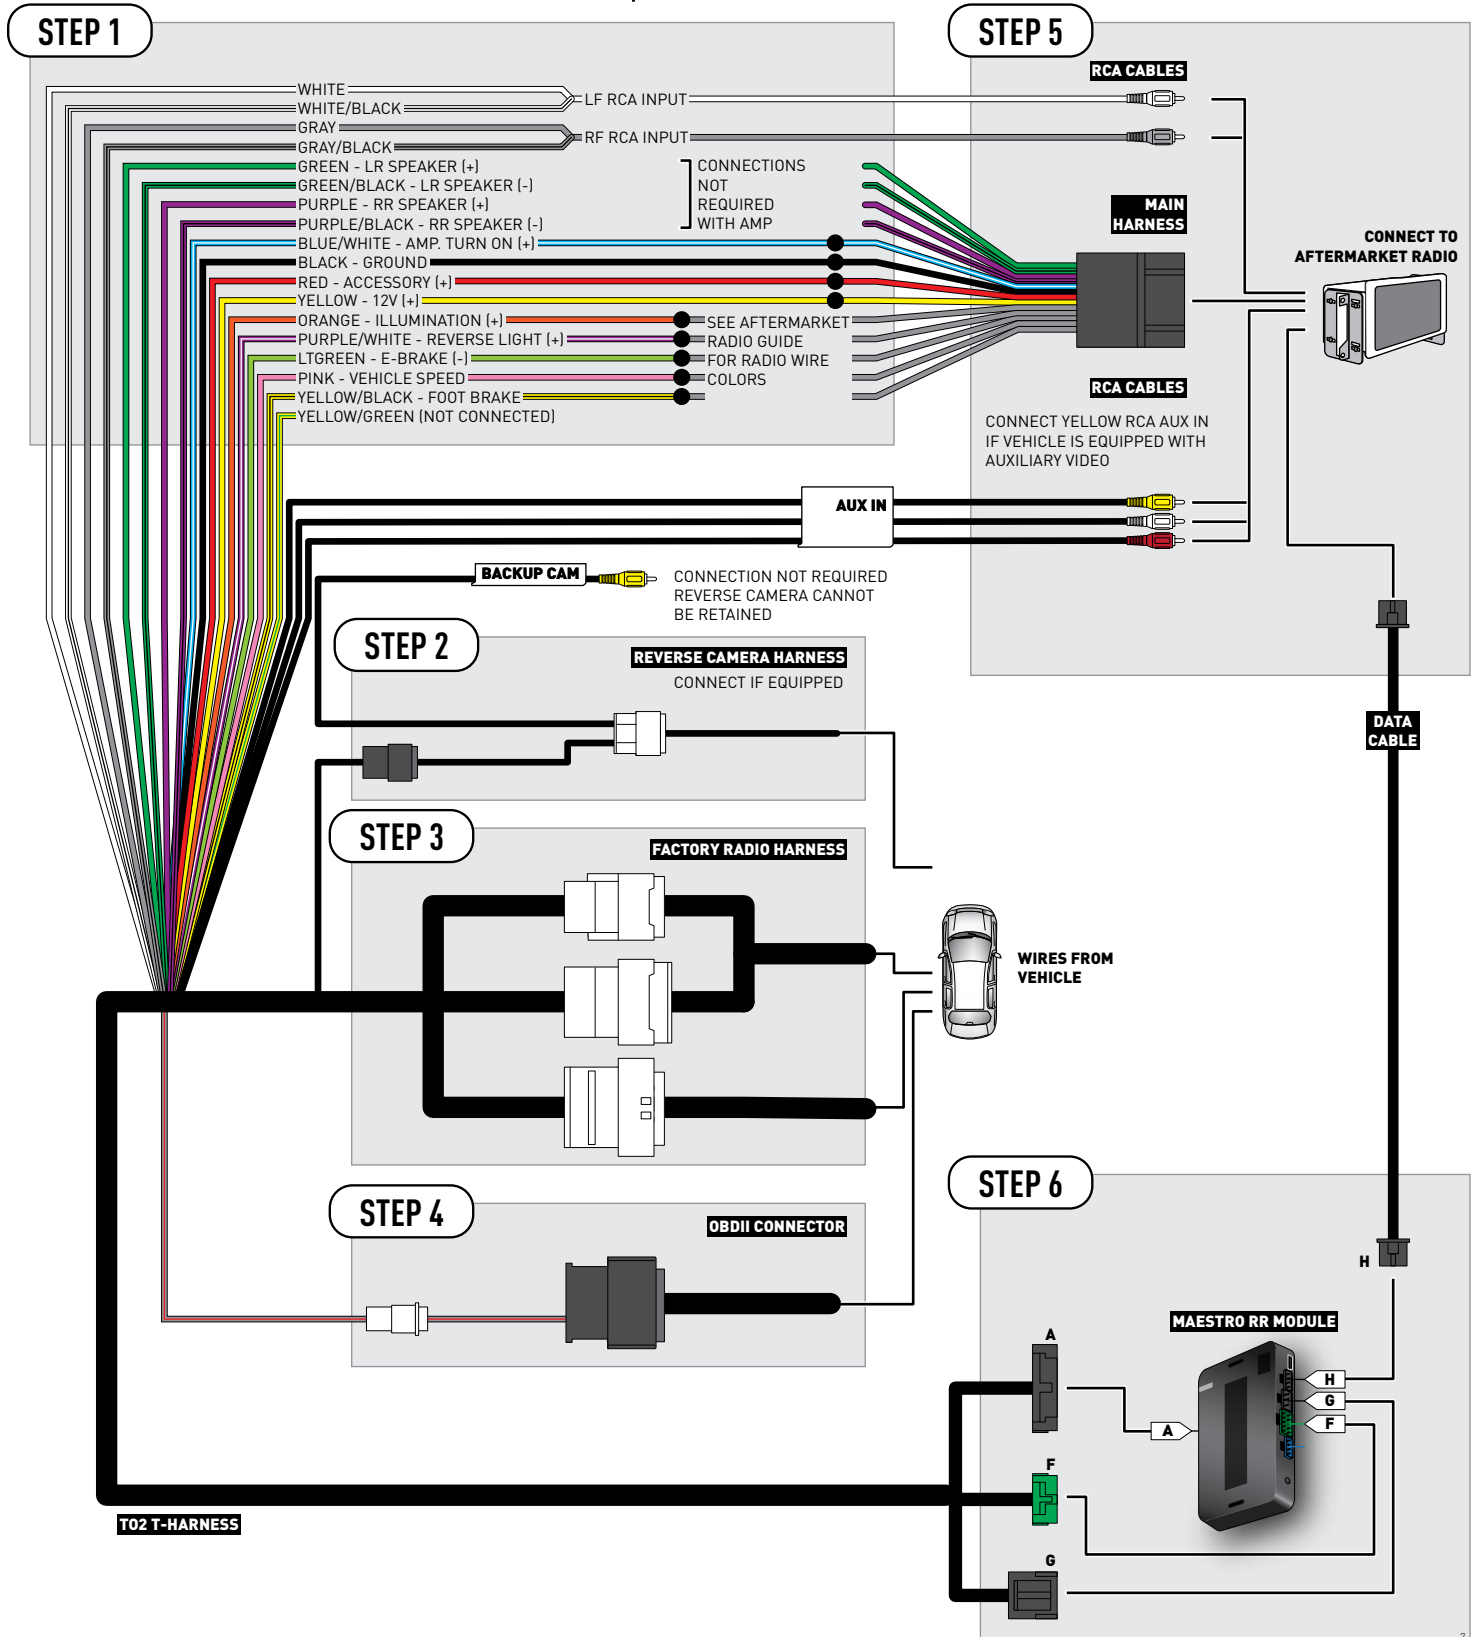 STEP 1
STEP 5
RCA CABLES
WHITE
WHITE/BLACK
LF RCA INPUT
GRAY
GRAY/BLACK
RF RCA INPUT
GREEN - LR SPEAKER (+)
GREEN/BLACK - LR SPEAKER (-)
PURPLE - RR SPEAKER (+)
PURPLE/BLACK - RR SPEAKER (-)
BLUE/WHITE - AMP. TURN ON (+)
BLACK - GROUND
RED - ACCESSORY (+)
YELLOW - 12V (+)
ORANGE - ILLUMINATION (+)
PURPLE/WHITE - REVERSE LIGHT (+)
LTGREEN - E-BRAKE (-)
PINK - VEHICLE SPEED
YELLOW/BLACK - FOOT BRAKE
YELLOW/GREEN (NOT CONNECTED)
CONNECTIONS
NOT
REQUIRED
WITH AMP
SEE AFTERMARKET
RADIO GUIDE
FOR RADIO WIRE
COLORS
MAIN
HARNESS
CONNECT TO
AFTERMARKET RADIO
RCA CABLES
CONNECT YELLOW RCA AUX IN
IF VEHICLE IS EQUIPPED WITH
AUXILIARY VIDEO
AUX IN
BACKUP CAM
CONNECTION NOT REQUIRED
REVERSE CAMERA CANNOT
BE RETAINED
STEP 2
REVERSE CAMERA HARNESS
CONNECT IF EQUIPPED
DATA
CABLE
STEP 3
FACTORY RADIO HARNESS
WIRES FROM
VEHICLE
STEP 4
OBDII CONNECTOR
STEP 6
H
MAESTRO RR MODULE
A
H
G
F
A
F
G
TO2 T-HARNESS
7